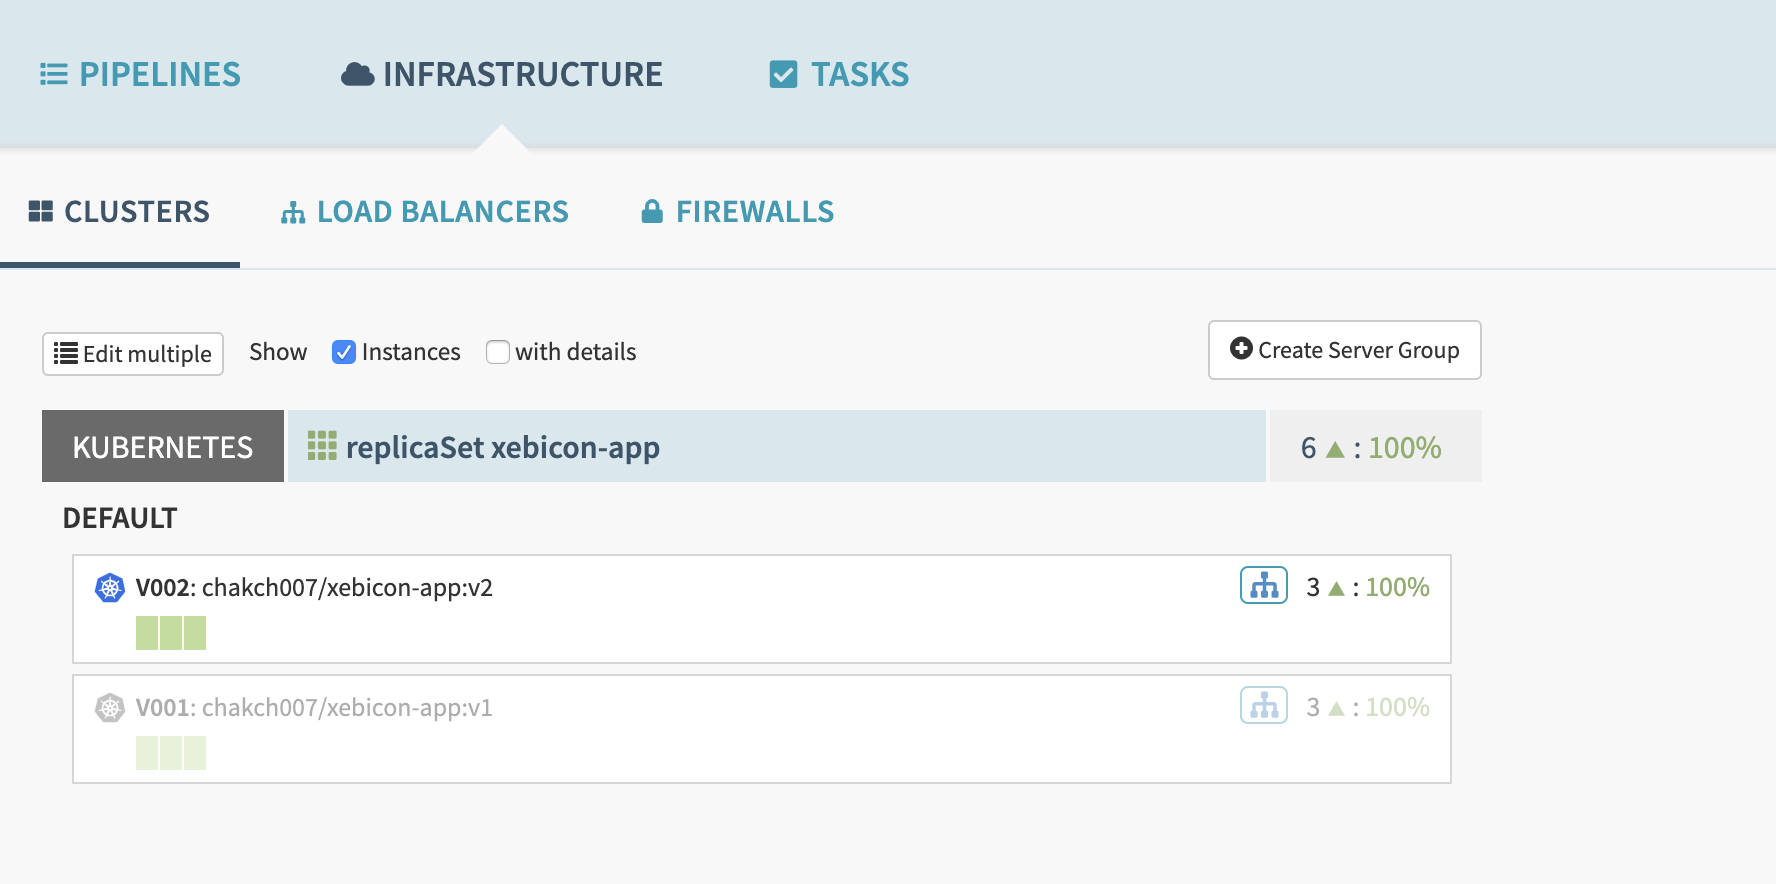 PIPELINES INFRASTRUCTURE TASKS
CLUSTERS LOAD BALANCERS FIREWALLS
Edit multiple Show Instances with details Create Server Group
KUBERNETES replicaSet xebicon-app 6 ▲ : 100%
DEFAULT
V002: chakch007/xebicon-app:v2 3 ▲ : 100%
V001: chakch007/xebicon-app:v1 3 ▲ : 100%